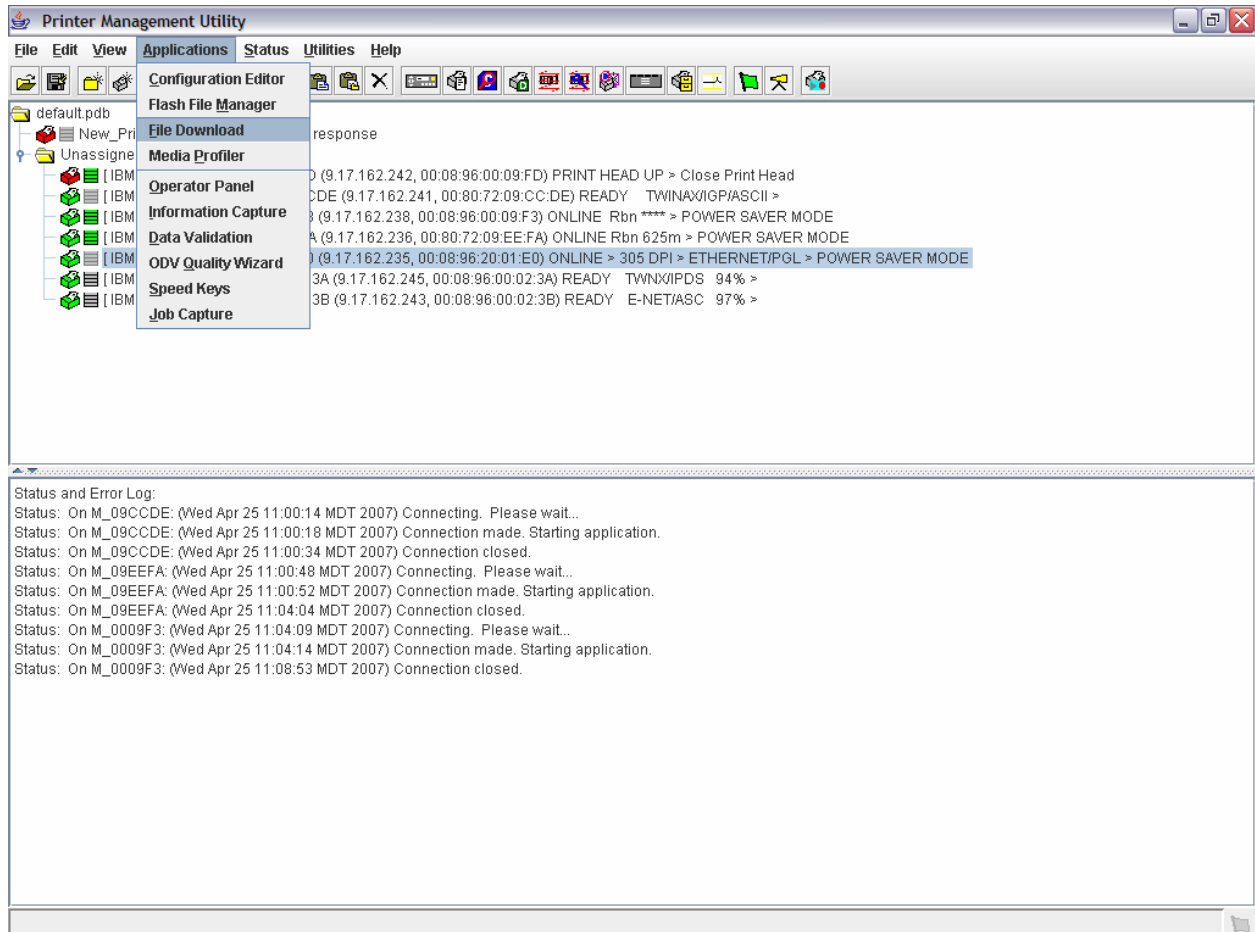 Printer Management Utility
File Edit View Applications Status Utilities Help
Configuration Editor
Flash File Manager
File Download
Media Profiler
Operator Panel
Information Capture
Data Validation
ODV Quality Wizard
Speed Keys
Job Capture
default.pdb
New_Pri response
Unassigne
[ IBM (9.17.162.242, 00:08:96:00:09:FD) PRINT HEAD UP > Close Print Head
[ IBM CDE (9.17.162.241, 00:80:72:09:CC:DE) READY TWINAX/IGP/ASCII >
[ IBM (9.17.162.238, 00:08:96:00:09:F3) ONLINE Rbn **** > POWER SAVER MODE
[ IBM (9.17.162.236, 00:80:72:09:EE:FA) ONLINE Rbn 625m > POWER SAVER MODE
[ IBM (9.17.162.235, 00:08:96:20:01:E0) ONLINE > 305 DPI > ETHERNET/PGL > POWER SAVER MODE
[ IBM 3A (9.17.162.245, 00:08:96:00:02:3A) READY TWNX/IPDS 94% >
[ IBM 3B (9.17.162.243, 00:08:96:00:02:3B) READY E-NET/ASC 97% >
Status and Error Log:
Status: On M_09CCDE: (Wed Apr 25 11:00:14 MDT 2007) Connecting. Please wait...
Status: On M_09CCDE: (Wed Apr 25 11:00:18 MDT 2007) Connection made. Starting application.
Status: On M_09CCDE: (Wed Apr 25 11:00:34 MDT 2007) Connection closed.
Status: On M_09EEFA: (Wed Apr 25 11:00:48 MDT 2007) Connecting. Please wait...
Status: On M_09EEFA: (Wed Apr 25 11:00:52 MDT 2007) Connection made. Starting application.
Status: On M_09EEFA: (Wed Apr 25 11:04:04 MDT 2007) Connection closed.
Status: On M_0009F3: (Wed Apr 25 11:04:09 MDT 2007) Connecting. Please wait...
Status: On M_0009F3: (Wed Apr 25 11:04:14 MDT 2007) Connection made. Starting application.
Status: On M_0009F3: (Wed Apr 25 11:08:53 MDT 2007) Connection closed.